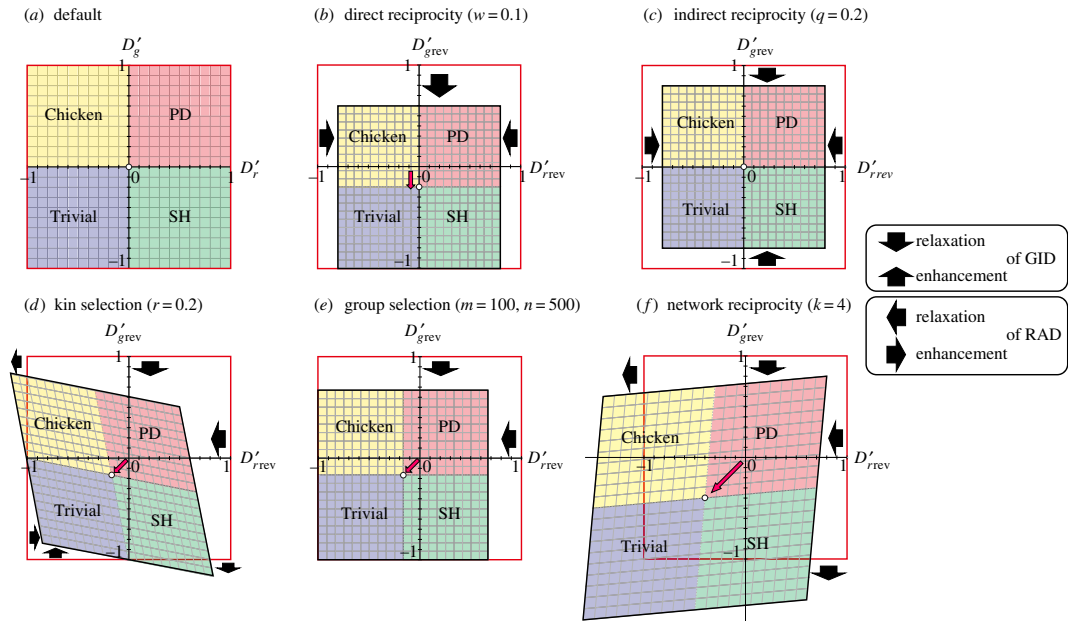 (a) default
(b) direct reciprocity (w = 0.1)
(c) indirect reciprocity (q = 0.2)
D′g
1
Chicken
PD
D′r
−1
0
1
Trivial
SH
−1
D′grev
1
Chicken
PD
D′rrev
−1
0
1
Trivial
SH
−1
D′grev
1
Chicken
PD
D′rrev
−1
0
1
Trivial
SH
−1
relaxation
of GID
enhancement
relaxation
of RAD
enhancement
(d) kin selection (r = 0.2)
(e) group selection (m = 100, n = 500)
(f) network reciprocity (k = 4)
D′grev
1
Chicken
PD
D′rrev
−1
0
1
Trivial
SH
−1
D′grev
1
Chicken
PD
D′rrev
−1
0
1
Trivial
SH
−1
D′grev
1
Chicken
PD
D′rrev
−1
0
1
Trivial
SH
−1